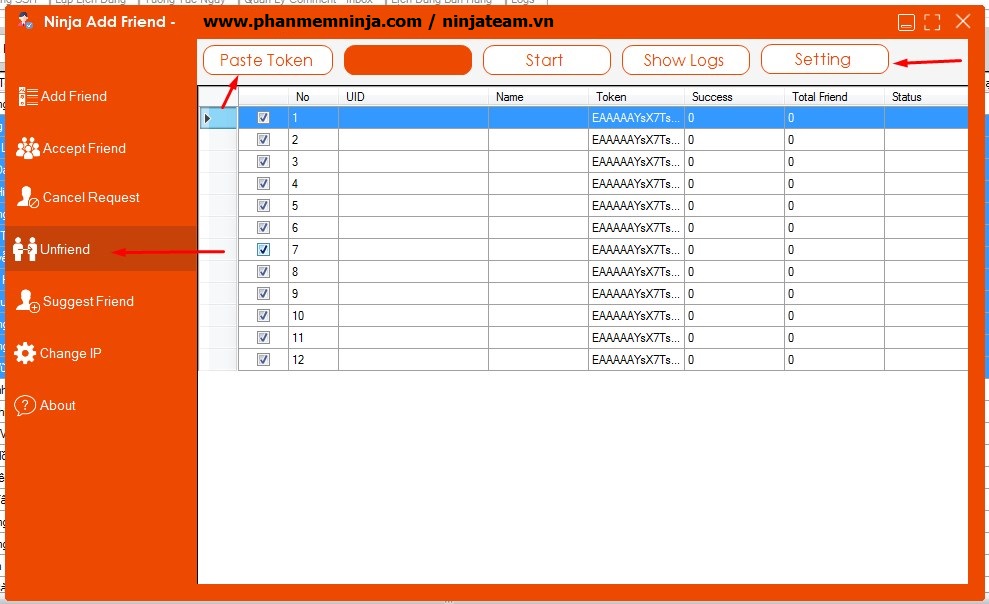 Ninja Add Friend - www.phanmemninja.com / ninjateam.vn
Paste Token Start Show Logs Setting
Add Friend
Accept Friend
Cancel Request
Unfriend
Suggest Friend
Change IP
? About
No UID Name Token Success Total Friend Status
1 EAAAAAYsX7Ts... 0 0
2 EAAAAAYsX7Ts... 0 0
3 EAAAAAYsX7Ts... 0 0
4 EAAAAAYsX7Ts... 0 0
5 EAAAAAYsX7Ts... 0 0
6 EAAAAAYsX7Ts... 0 0
7 EAAAAAYsX7Ts... 0 0
8 EAAAAAYsX7Ts... 0 0
9 EAAAAAYsX7Ts... 0 0
10 EAAAAAYsX7Ts... 0 0
11 EAAAAAYsX7Ts... 0 0
12 EAAAAAYsX7Ts... 0 0